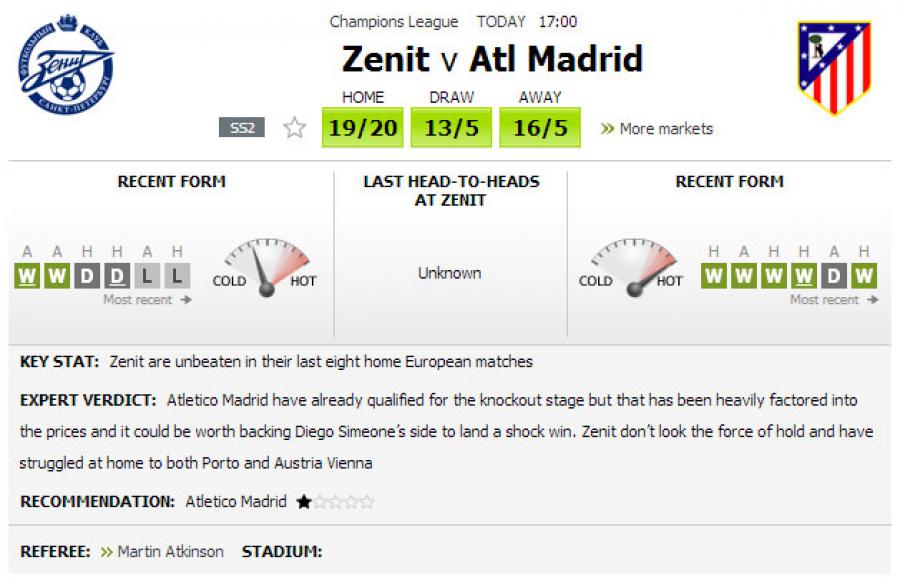 Champions League TODAY 17:00
Zenit v Atl Madrid
HOME DRAW AWAY
SS2 19/20 13/5 16/5 » More markets
ФУТБОЛЬНЫЙ КЛУБ
Зенит
САНКТ-ПЕТЕРБУРГ
RECENT FORM
A A H H A H
W W D D L L
Most recent →
COLD HOT
LAST HEAD-TO-HEADS
AT ZENIT
Unknown
RECENT FORM
COLD HOT
H A H H A H
W W W W D W
Most recent →
KEY STAT: Zenit are unbeaten in their last eight home European matches
EXPERT VERDICT: Atletico Madrid have already qualified for the knockout stage but that has been heavily factored into
the prices and it could be worth backing Diego Simeone's side to land a shock win. Zenit don't look the force of hold and have
struggled at home to both Porto and Austria Vienna
RECOMMENDATION: Atletico Madrid ★☆☆☆☆
REFEREE: » Martin Atkinson STADIUM: